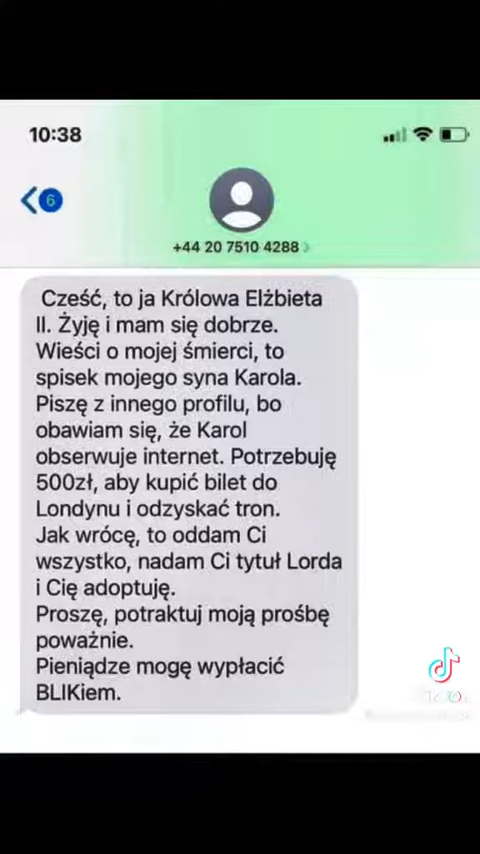 10:38
6
+44 20 7510 4288
Cześć, to ja Królowa Elżbieta
II. Żyję i mam się dobrze.
Wieści o mojej śmierci, to
spisek mojego syna Karola.
Piszę z innego profilu, bo
obawiam się, że Karol
obserwuje internet. Potrzebuję
500zł, aby kupić bilet do
Londynu i odzyskać tron.
Jak wrócę, to oddam Ci
wszystko, nadam Ci tytuł Lorda
i Cię adoptuję.
Proszę, potraktuj moją prośbę
poważnie.
Pieniądze mogę wypłacić
BLIKiem.